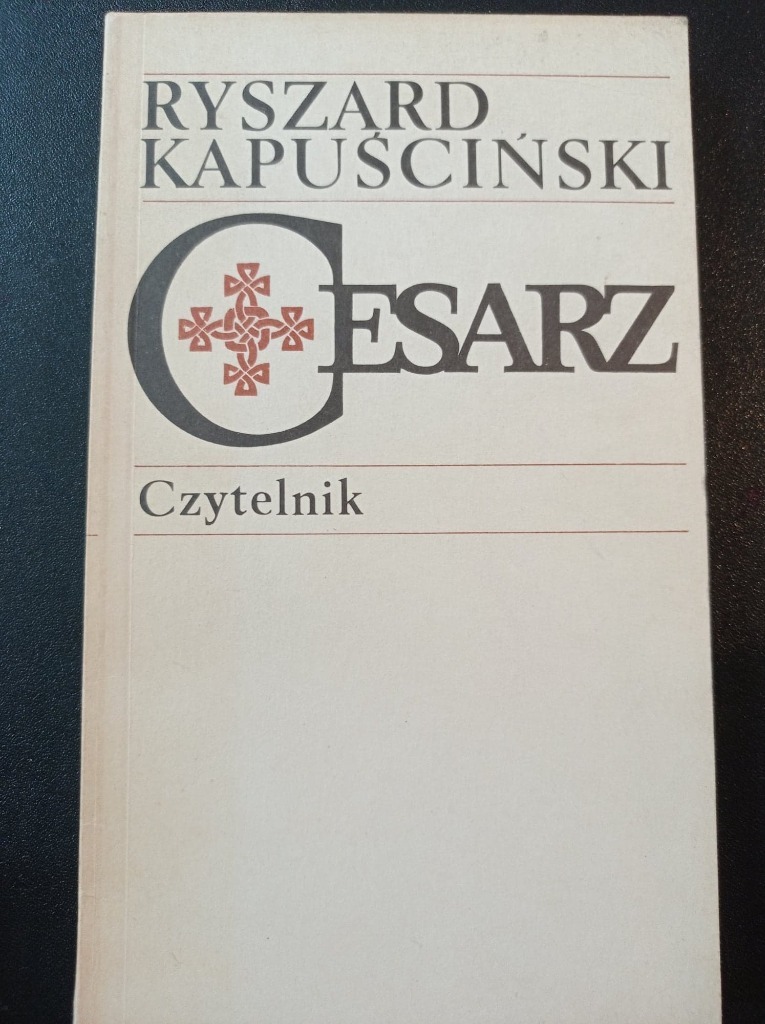 RYSZARD
KAPUŚCIŃSKI
CESARZ
Czytelnik